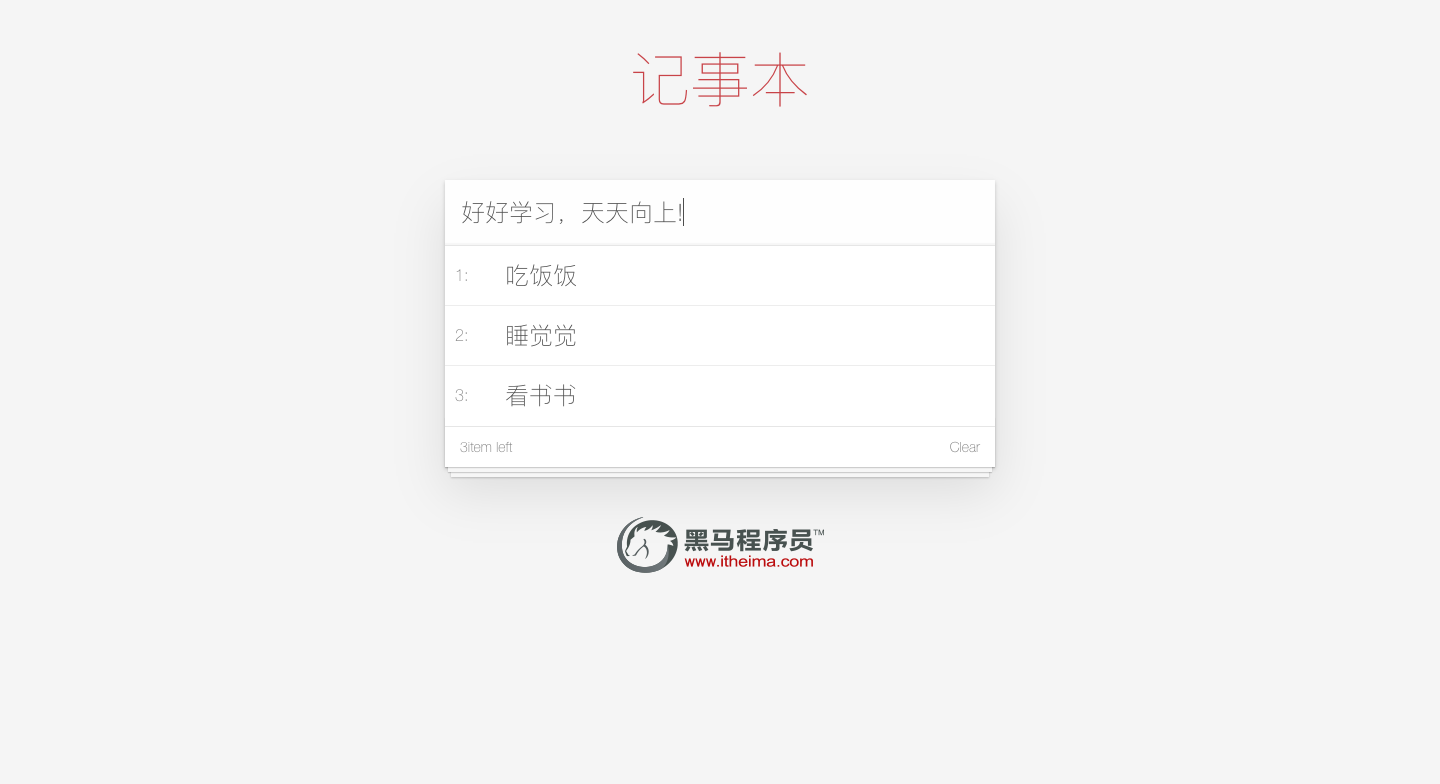 记事本
好好学习，天天向上!
1: 吃饭饭
2: 睡觉觉
3: 看书书
3item left Clear
黑马程序员™
www.itheima.com